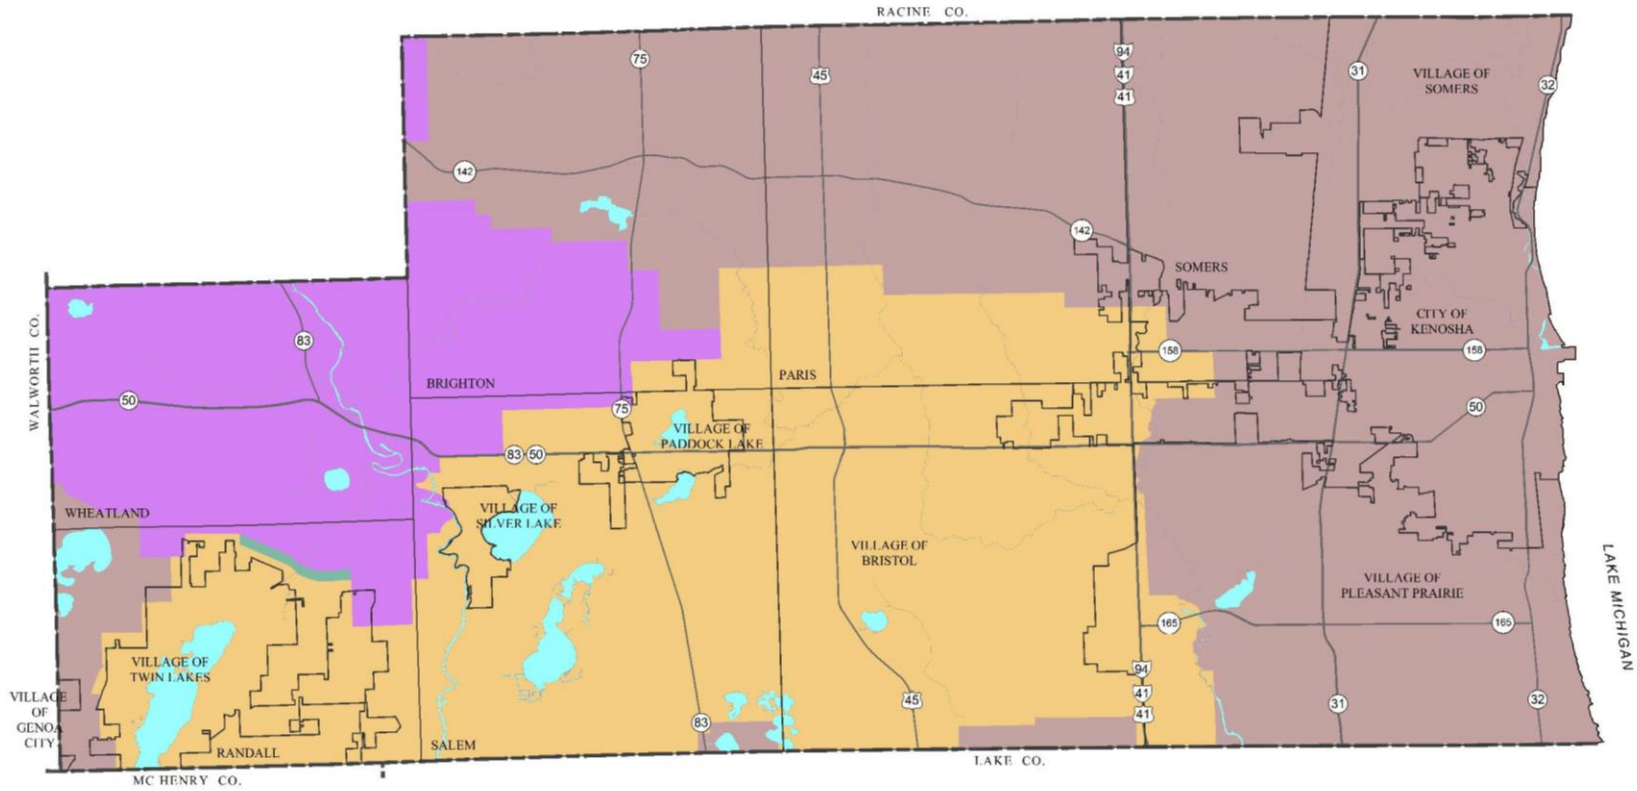 RACINE CO.
75
45
94
41
41
31
VILLAGE OF
SOMERS
32
142
142
SOMERS
WALWORTH CO.
83
CITY OF
KENOSHA
158
158
BRIGHTON
PARIS
50
75
50
VILLAGE OF
PADDOCK LAKE
83
50
WHEATLAND
VILLAGE OF
SILVER LAKE
VILLAGE OF
BRISTOL
VILLAGE OF
PLEASANT PRAIRIE
LAKE MICHIGAN
165
165
VILLAGE OF
TWIN LAKES
94
41
41
VILLAGE
OF
GENOA
CITY
45
31
32
83
RANDALL
SALEM
LAKE CO.
MC HENRY CO.